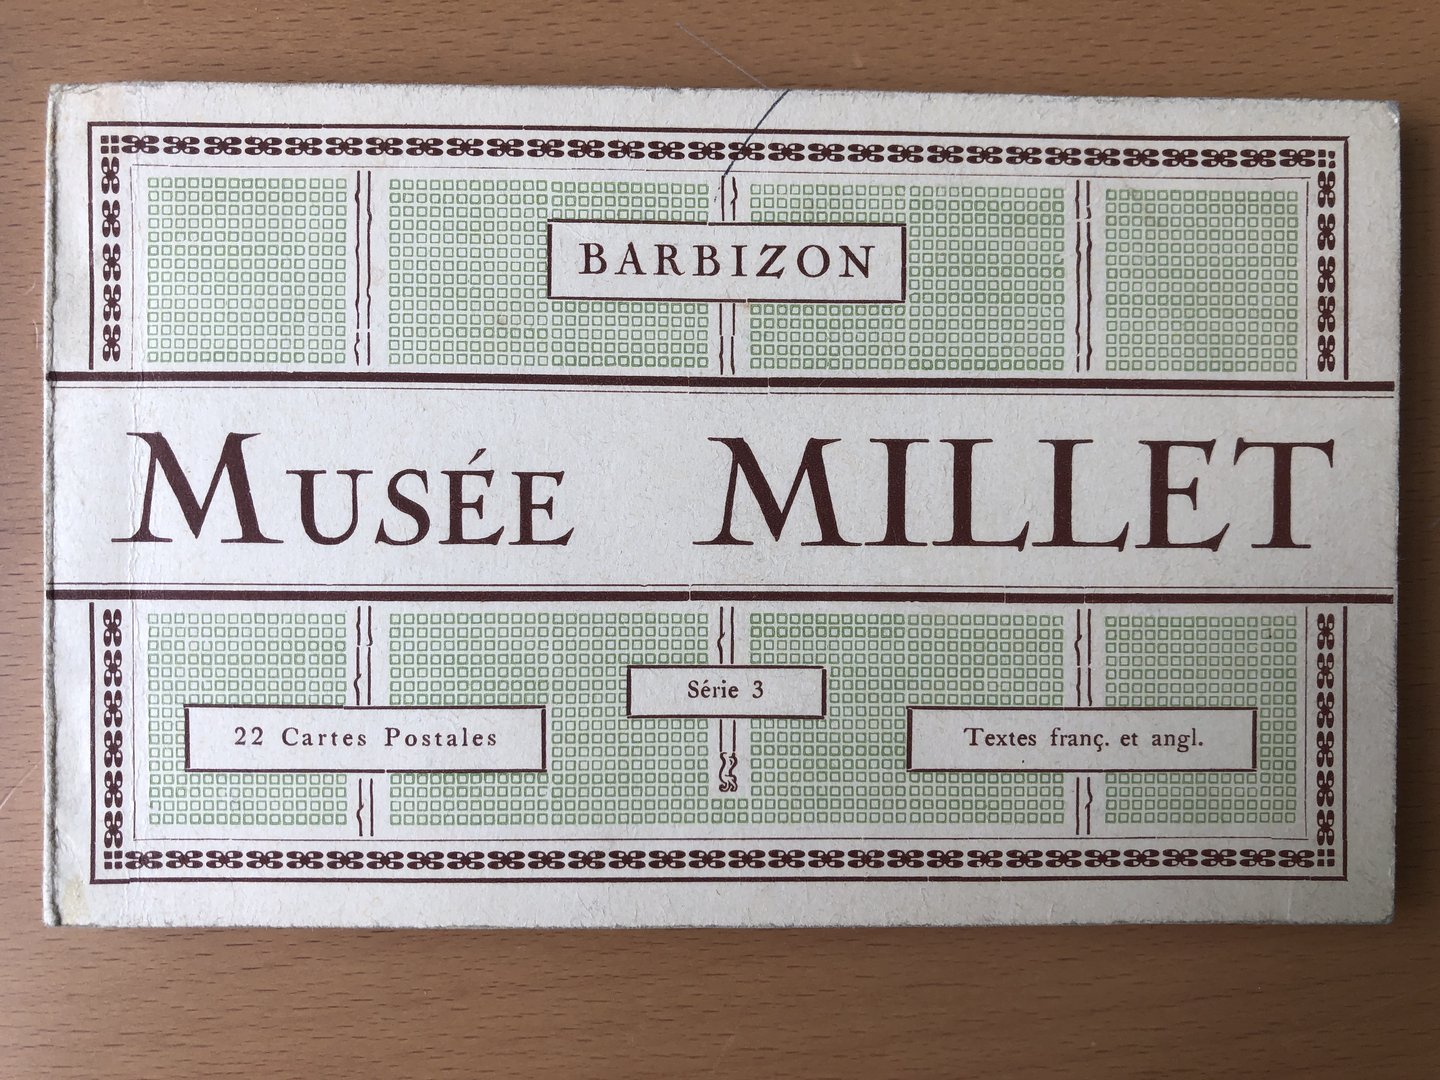 BARBIZON
MUSÉE MILLET
Série 3
22 Cartes Postales
Textes franç. et angl.